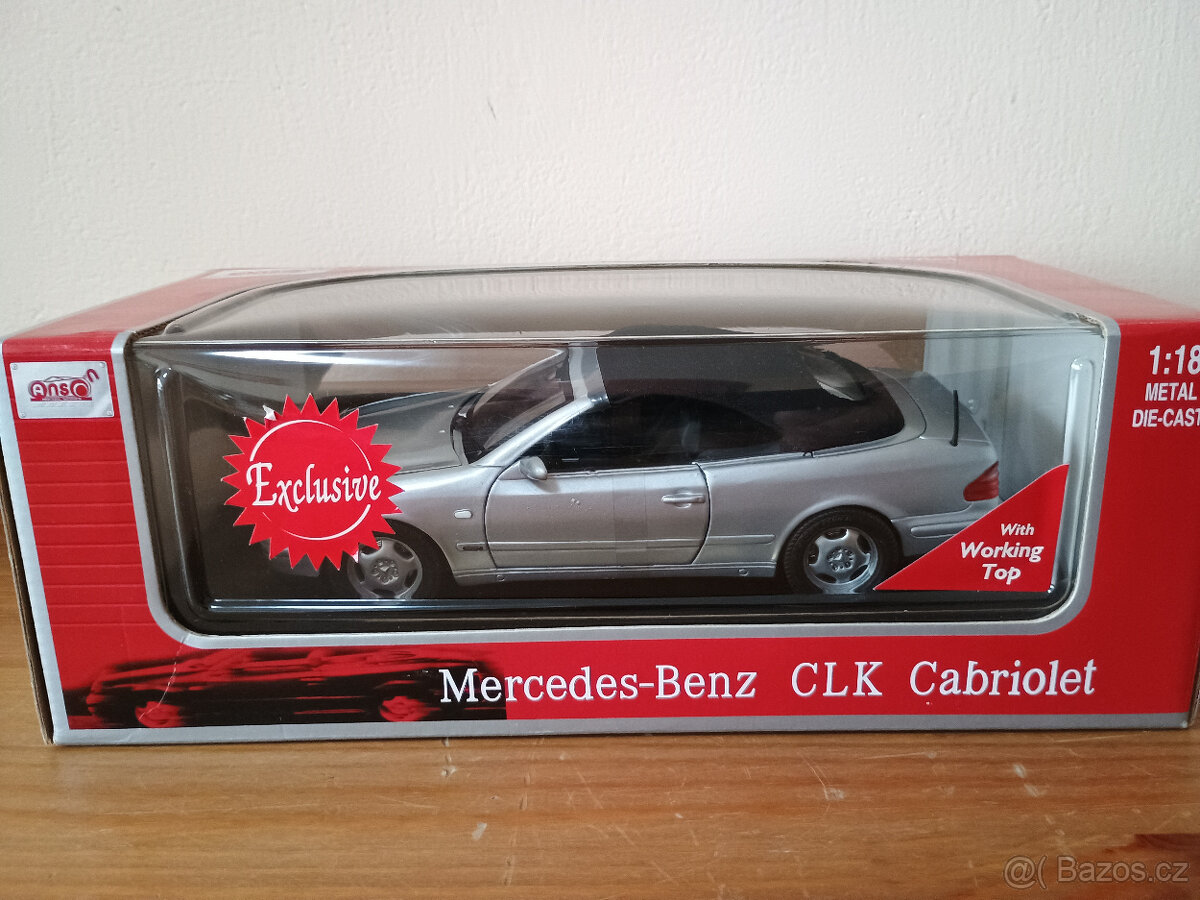 Anson
1:18
METAL
DIE-CAST
Exclusive
With
Working
Top
Mercedes-Benz CLK Cabriolet
@( Bazos.cz